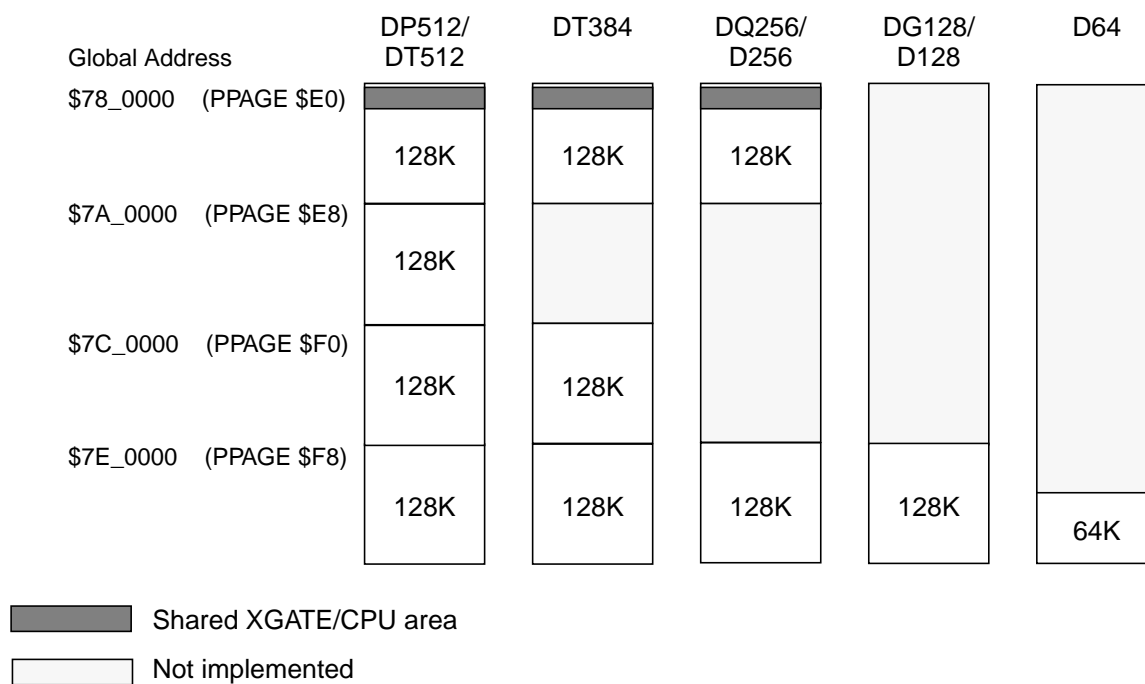 DP512/ DT384 DQ256/ DG128/ D64
Global Address DT512 D256 D128
$78_0000 (PPAGE $E0)
128K 128K 128K
$7A_0000 (PPAGE $E8)
128K
$7C_0000 (PPAGE $F0)
128K 128K
$7E_0000 (PPAGE $F8)
128K 128K 128K 128K
64K
Shared XGATE/CPU area
Not implemented